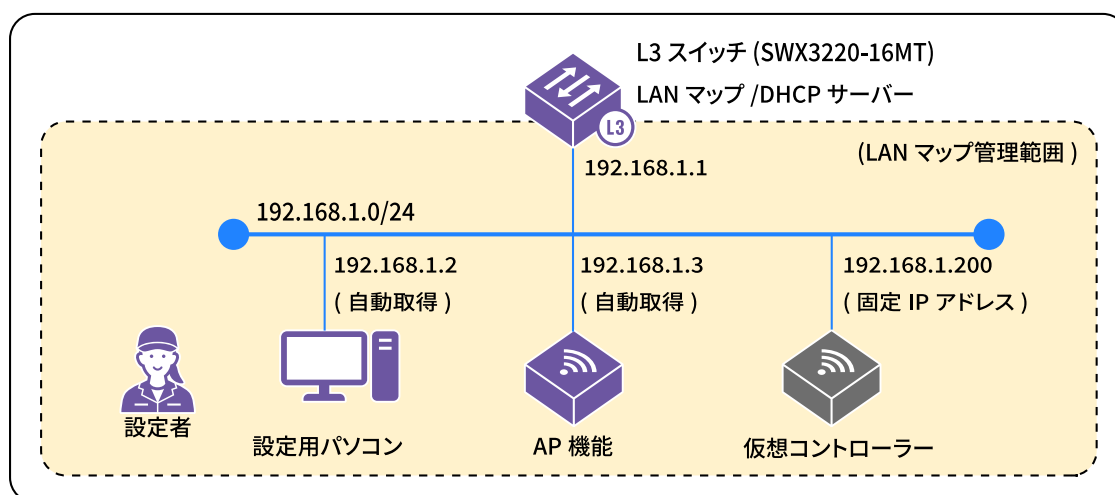 L3 スイッチ (SWX3220-16MT)
LAN マップ /DHCP サーバー
L3
(LAN マップ管理範囲 )
192.168.1.1
192.168.1.0/24
192.168.1.2
( 自動取得 )
192.168.1.3
( 自動取得 )
192.168.1.200
( 固定 IP アドレス )
設定者
設定用パソコン
AP 機能
仮想コントローラー